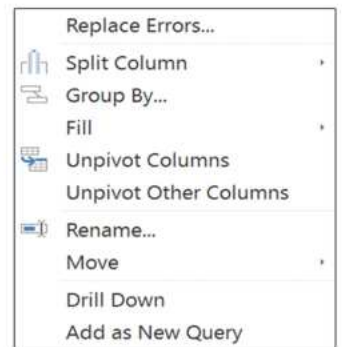 Replace Errors...
Split Column
Group By...
Fill
Unpivot Columns
Unpivot Other Columns
Rename...
Move
Drill Down
Add as New Query